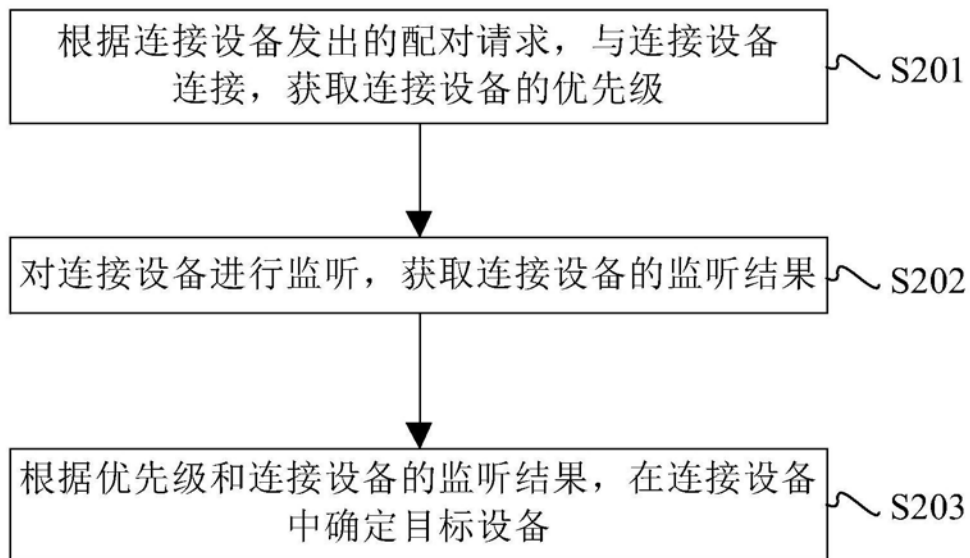 根据连接设备发出的配对请求，与连接设备
连接，获取连接设备的优先级
S201
对连接设备进行监听，获取连接设备的监听结果
S202
根据优先级和连接设备的监听结果，在连接设备
中确定目标设备
S203